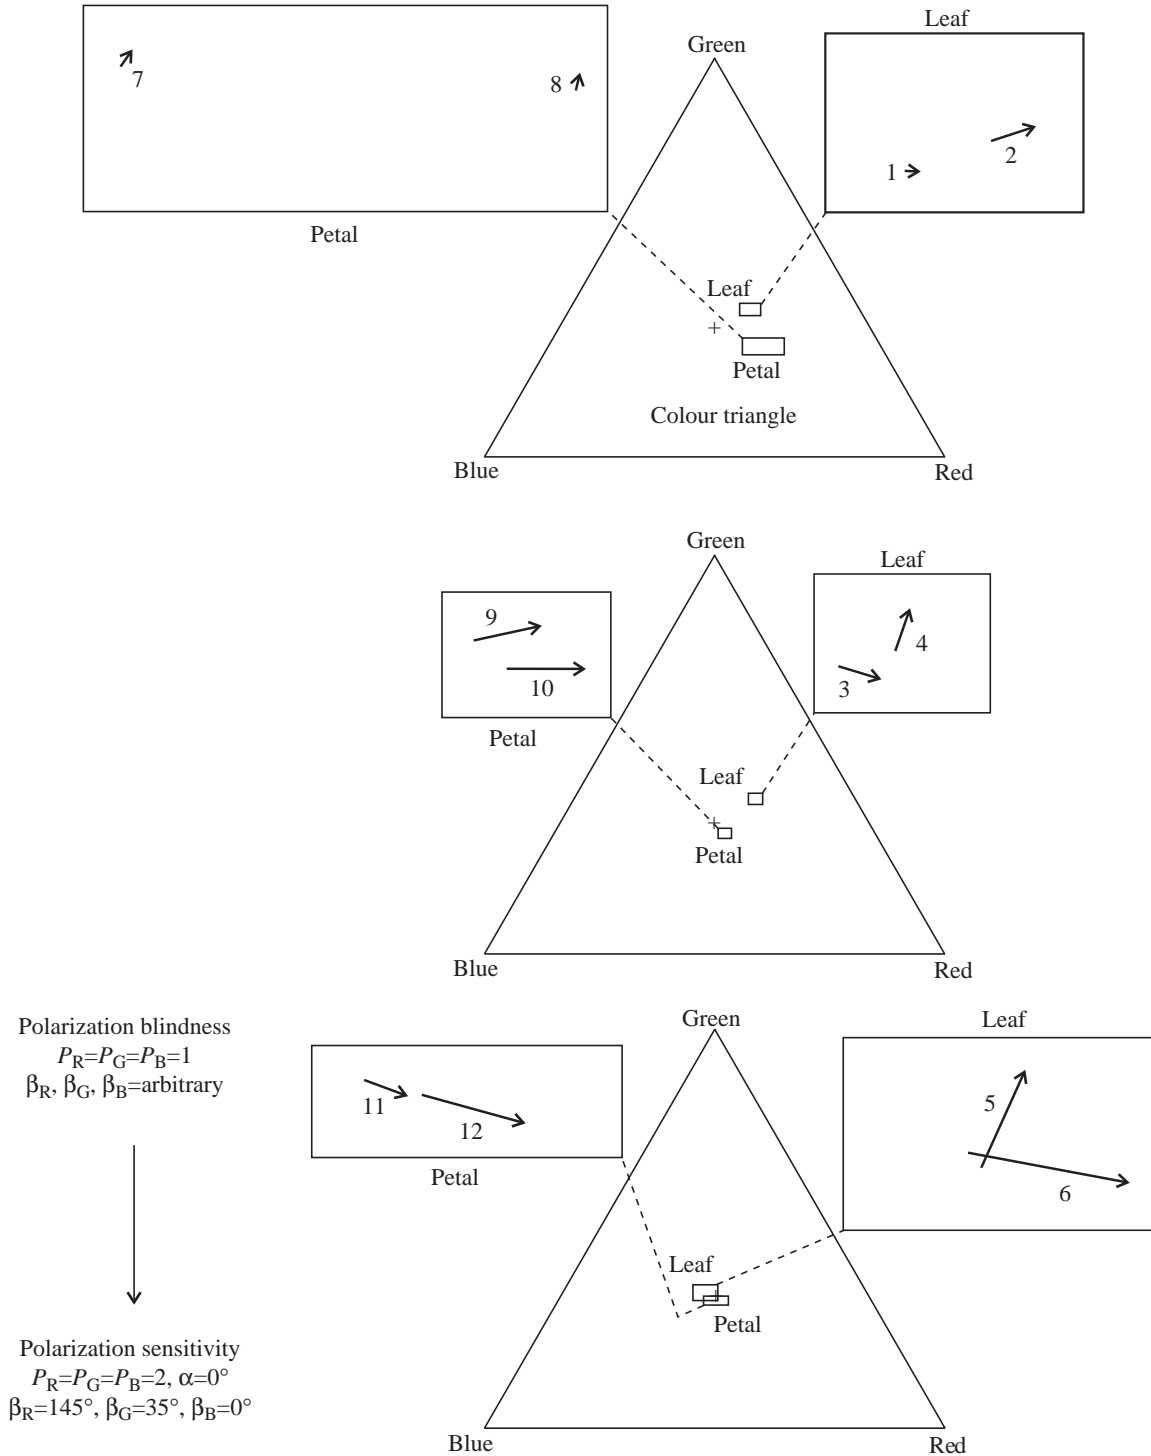 Leaf
Green
7
8
1
2
Petal
Leaf
Petal
Colour triangle
Blue
Red
Green
Leaf
9
10
4
3
Petal
Leaf
Petal
Blue
Red
Green
Leaf
Polarization blindness
P_R=P_G=P_B=1
β_R, β_G, β_B=arbitrary
11
12
5
6
Petal
Leaf
Petal
Polarization sensitivity
P_R=P_G=P_B=2, α=0°
β_R=145°, β_G=35°, β_B=0°
Blue
Red